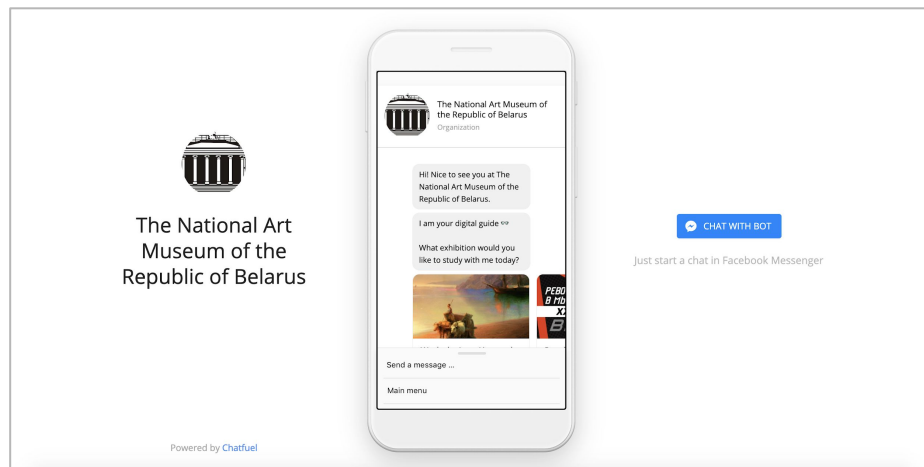 The National Art
Museum of the
Republic of Belarus
Powered by Chatfuel
The National Art Museum of
the Republic of Belarus
Organization
Hi! Nice to see you at The
National Art Museum of the
Republic of Belarus.
I am your digital guide
What exhibition would you
like to study with me today?
Send a message ...
Main menu
CHAT WITH BOT
Just start a chat in Facebook Messenger